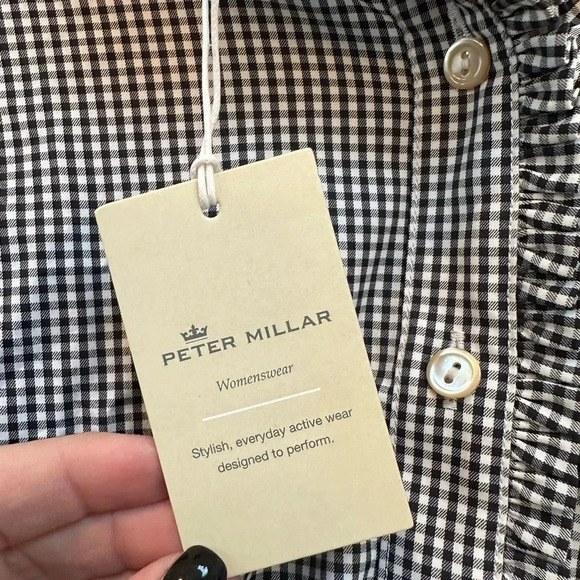 PETER MILLAR
Womenswear
Stylish, everyday active wear
designed to perform.